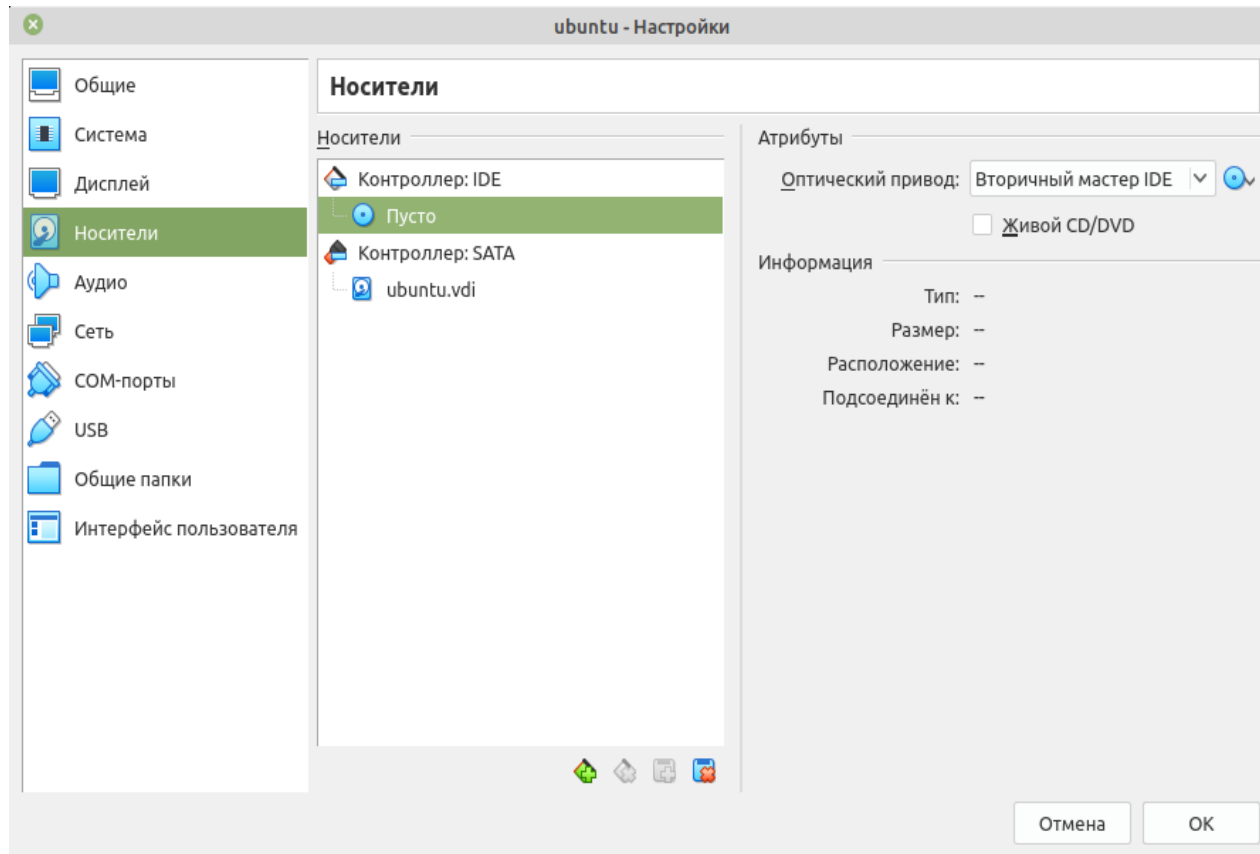 ubuntu - Настройки
Общие
Система
Дисплей
Носители
Аудио
Сеть
COM-порты
USB
Общие папки
Интерфейс пользователя
Носители
Носители
Контроллер: IDE
Пусто
Контроллер: SATA
ubuntu.vdi
Атрибуты
Оптический привод: Вторичный мастер IDE
Живой CD/DVD
Информация
Тип: --
Размер: --
Расположение: --
Подсоединён к: --
Отмена
OK